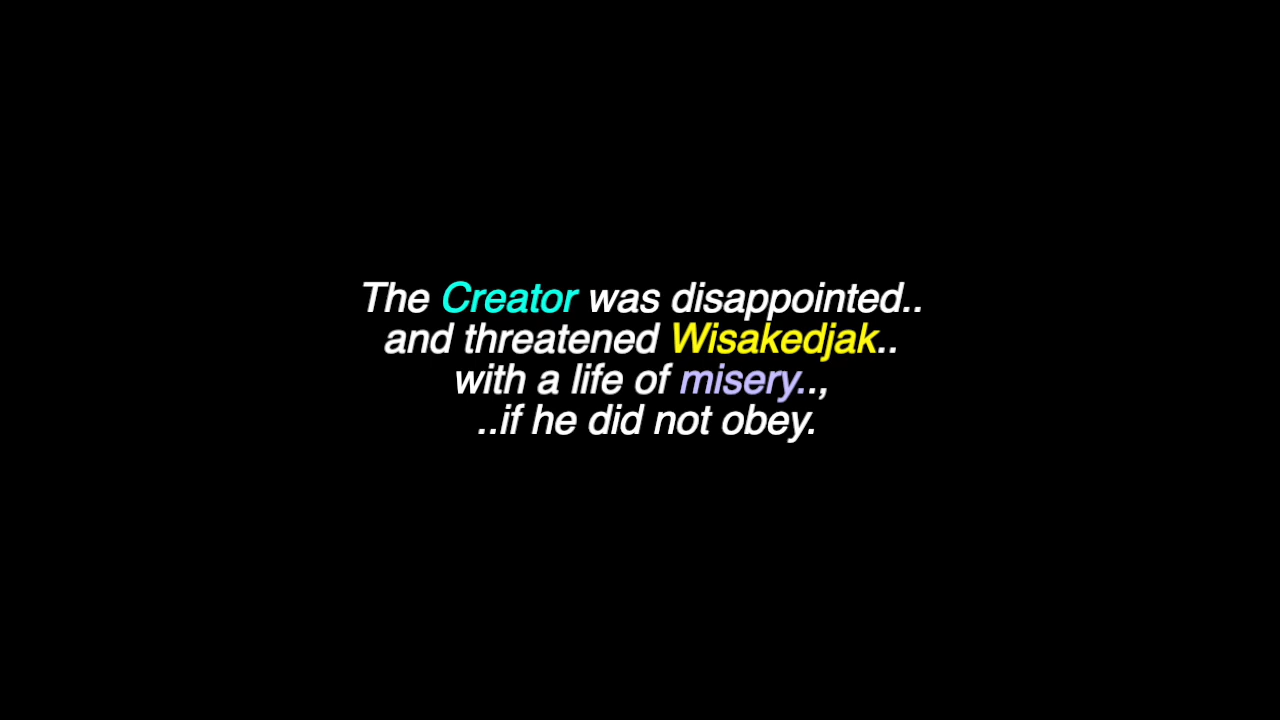 The Creator was disappointed..
and threatened Wisakedjak..
with a life of misery..,
..if he did not obey.